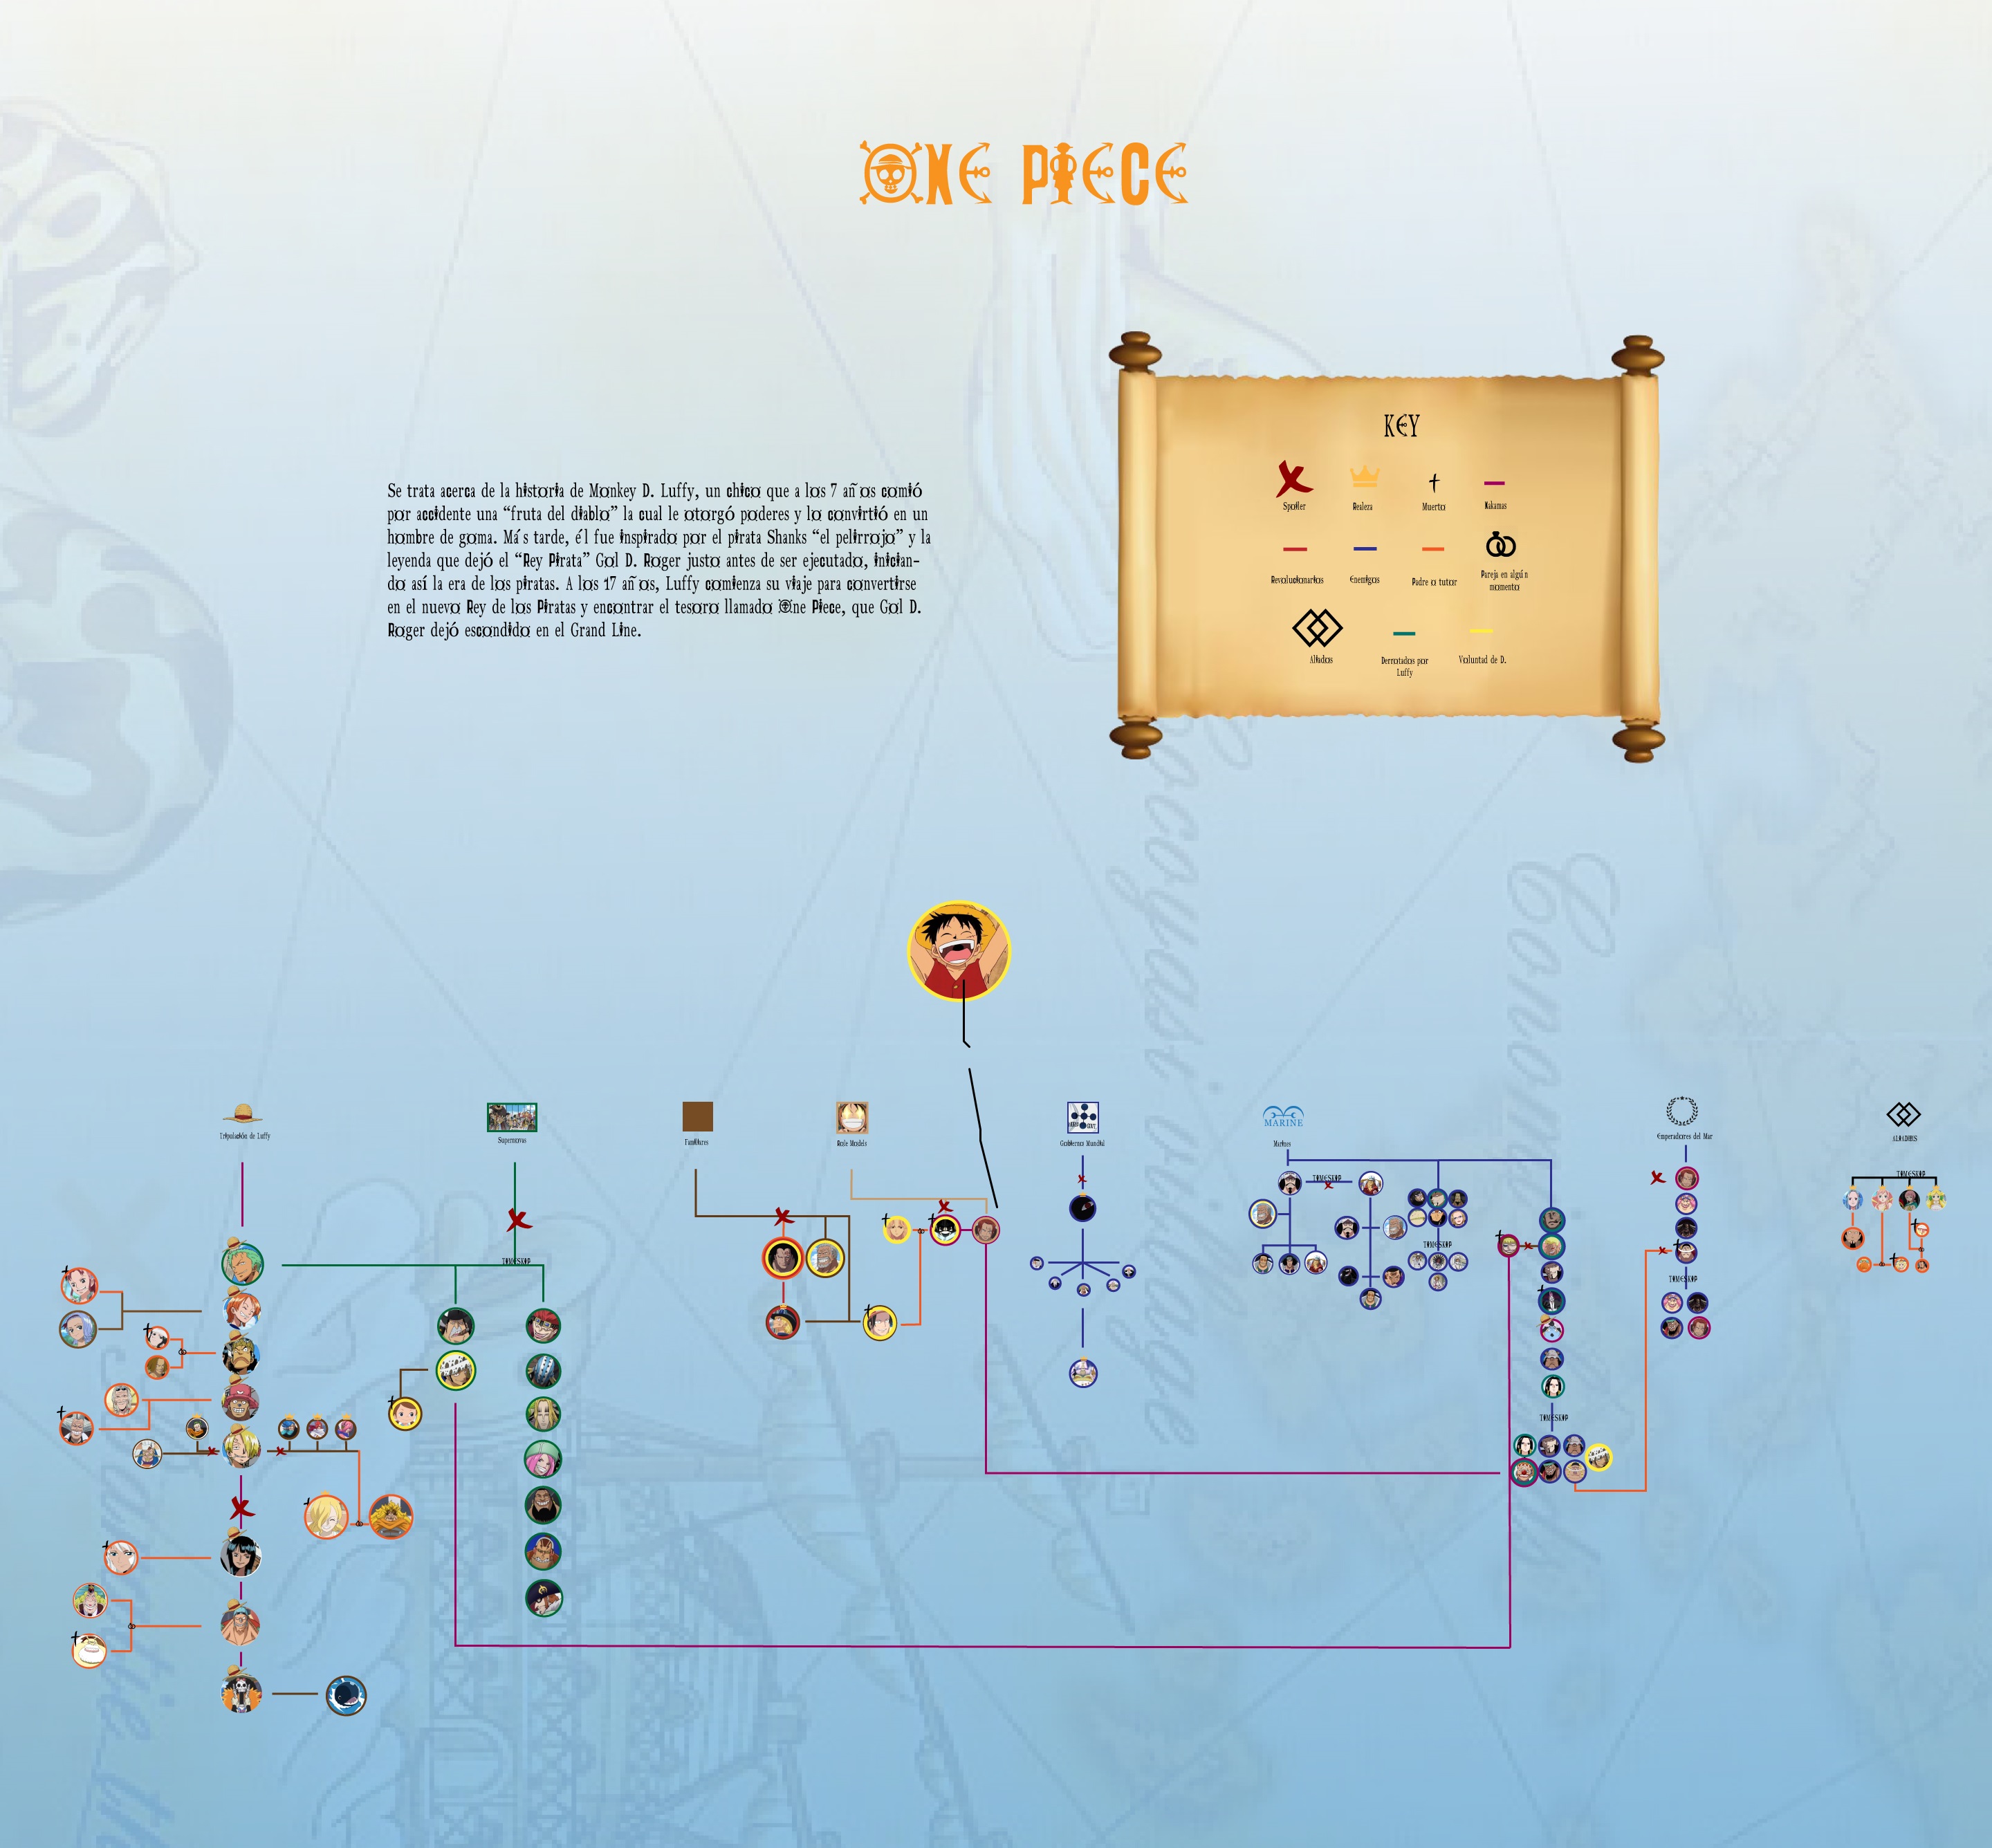 ONE PIECE
KEY
Se trata acerca de la historia de Monkey D. Luffy, un chico que a los 7 años comió
por accidente una “fruta del diablo” la cual le otorgó poderes y lo convirtió en un
hombre de goma. Más tarde, él fue inspirado por el pirata Shanks “el pelirrojo” y la
leyenda que dejó el “Rey Pirata” Gol D. Roger justo antes de ser ejecutado, inician-
do así la era de los piratas. A los 17 años, Luffy comienza su viaje para convertirse
en el nuevo Rey de los Piratas y encontrar el tesoro llamado One Piece, que Gol D.
Roger dejó escondido en el Grand Line.
Spoiler
Realeza
Muerto
Nakamas
Revolucionarios
Enemigos
Padre o tutor
Pareja en algún
momento
Aliados
Derrotados por
Luffy
Voluntad de D.
Tripulación de Luffy
Supernovas
Familiares
Role Models
Gobierno Mundial
MARINE
Marines
Emperadores del Mar
ALIADOS
TIMESKIP
TIMESKIP
TIMESKIP
TIMESKIP
TIMESKIP
TIMESKIP